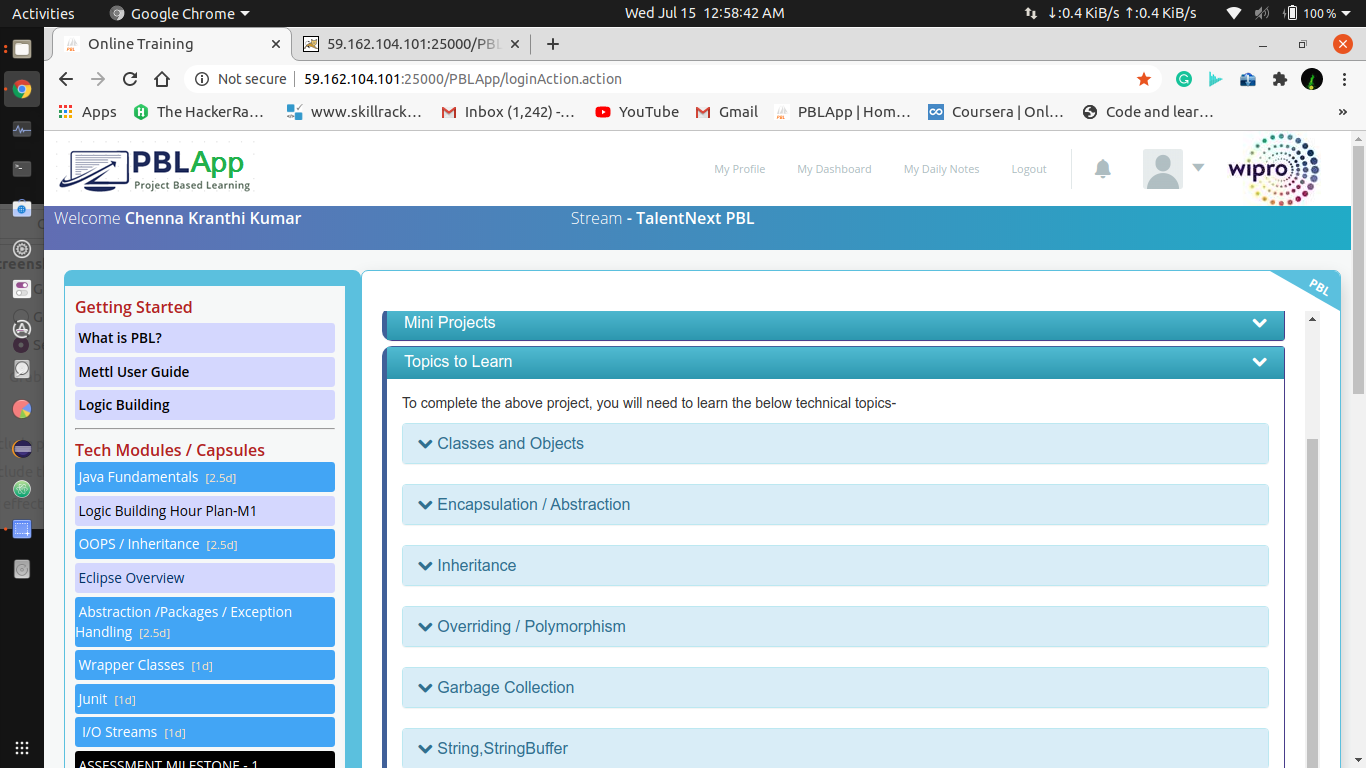 Activities
Google Chrome
Wed Jul 15 12:58:42 AM
↓:0.4 KiB/s ↑:0.4 KiB/s
100 %
Online Training
59.162.104.101:25000/PBL
Not secure
59.162.104.101:25000/PBLApp/loginAction.action
Apps
The HackerRa...
www.skillrack...
Inbox (1,242) -...
YouTube
Gmail
PBLApp | Hom...
Coursera | Onl...
Code and lear...
»
PBLApp
Project Based Learning
My Profile
My Dashboard
My Daily Notes
Logout
wipro
Welcome Chenna Kranthi Kumar
Stream - TalentNext PBL
PBL
Getting Started
What is PBL?
Mettl User Guide
Logic Building
Tech Modules / Capsules
Java Fundamentals [2.5d]
Logic Building Hour Plan-M1
OOPS / Inheritance [2.5d]
Eclipse Overview
Abstraction /Packages / Exception
Handling [2.5d]
Wrapper Classes [1d]
Junit [1d]
I/O Streams [1d]
ASSESSMENT MILESTONE - 1
Mini Projects
Topics to Learn
To complete the above project, you will need to learn the below technical topics-
Classes and Objects
Encapsulation / Abstraction
Inheritance
Overriding / Polymorphism
Garbage Collection
String,StringBuffer